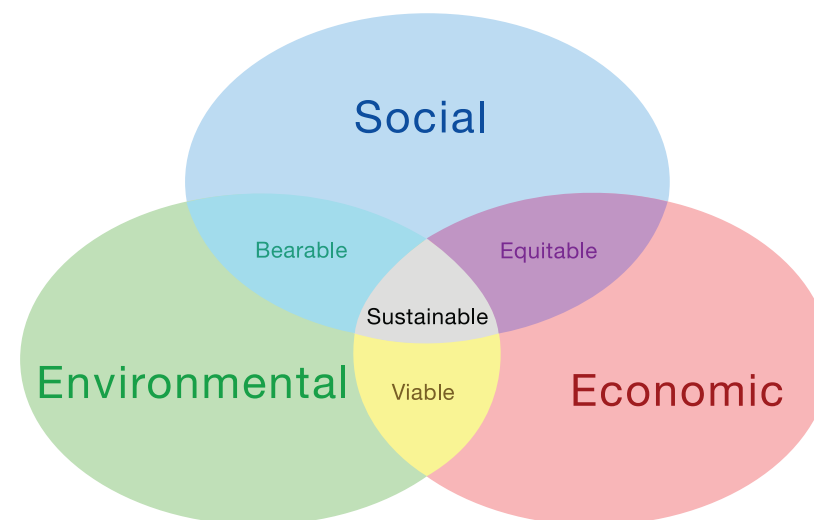 Social
Bearable
Equitable
Sustainable
Environmental
Viable
Economic